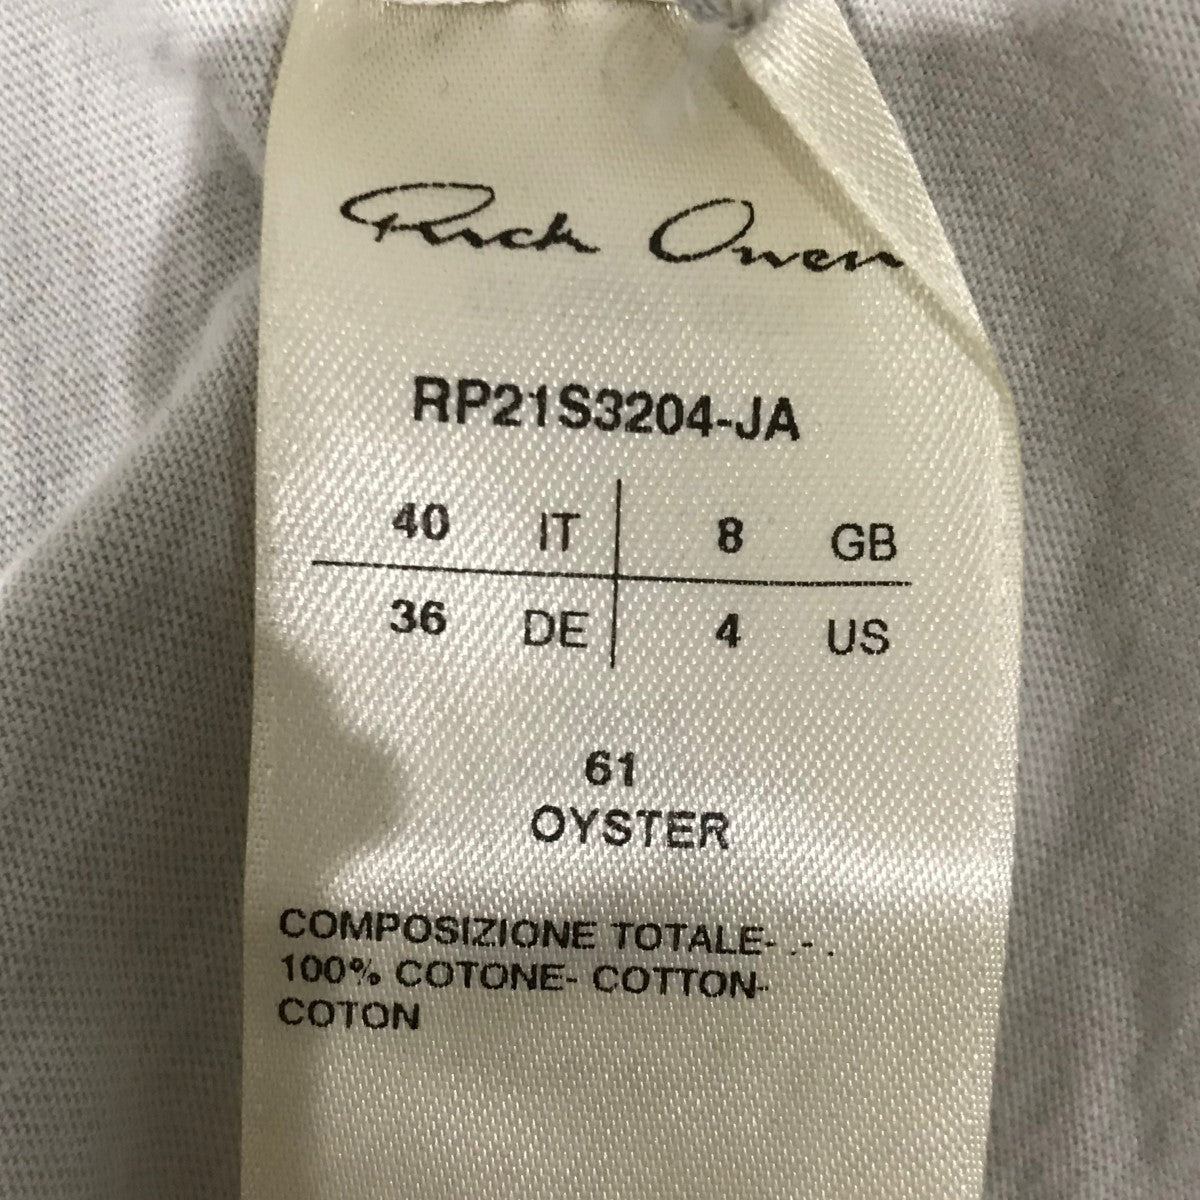 Rick Owen
RP21S3204-JA
40 IT 8 GB
36 DE 4 US
61
OYSTER
COMPOSIZIONE TOTALE- .- .
100% COTONE- COTTON-
COTON